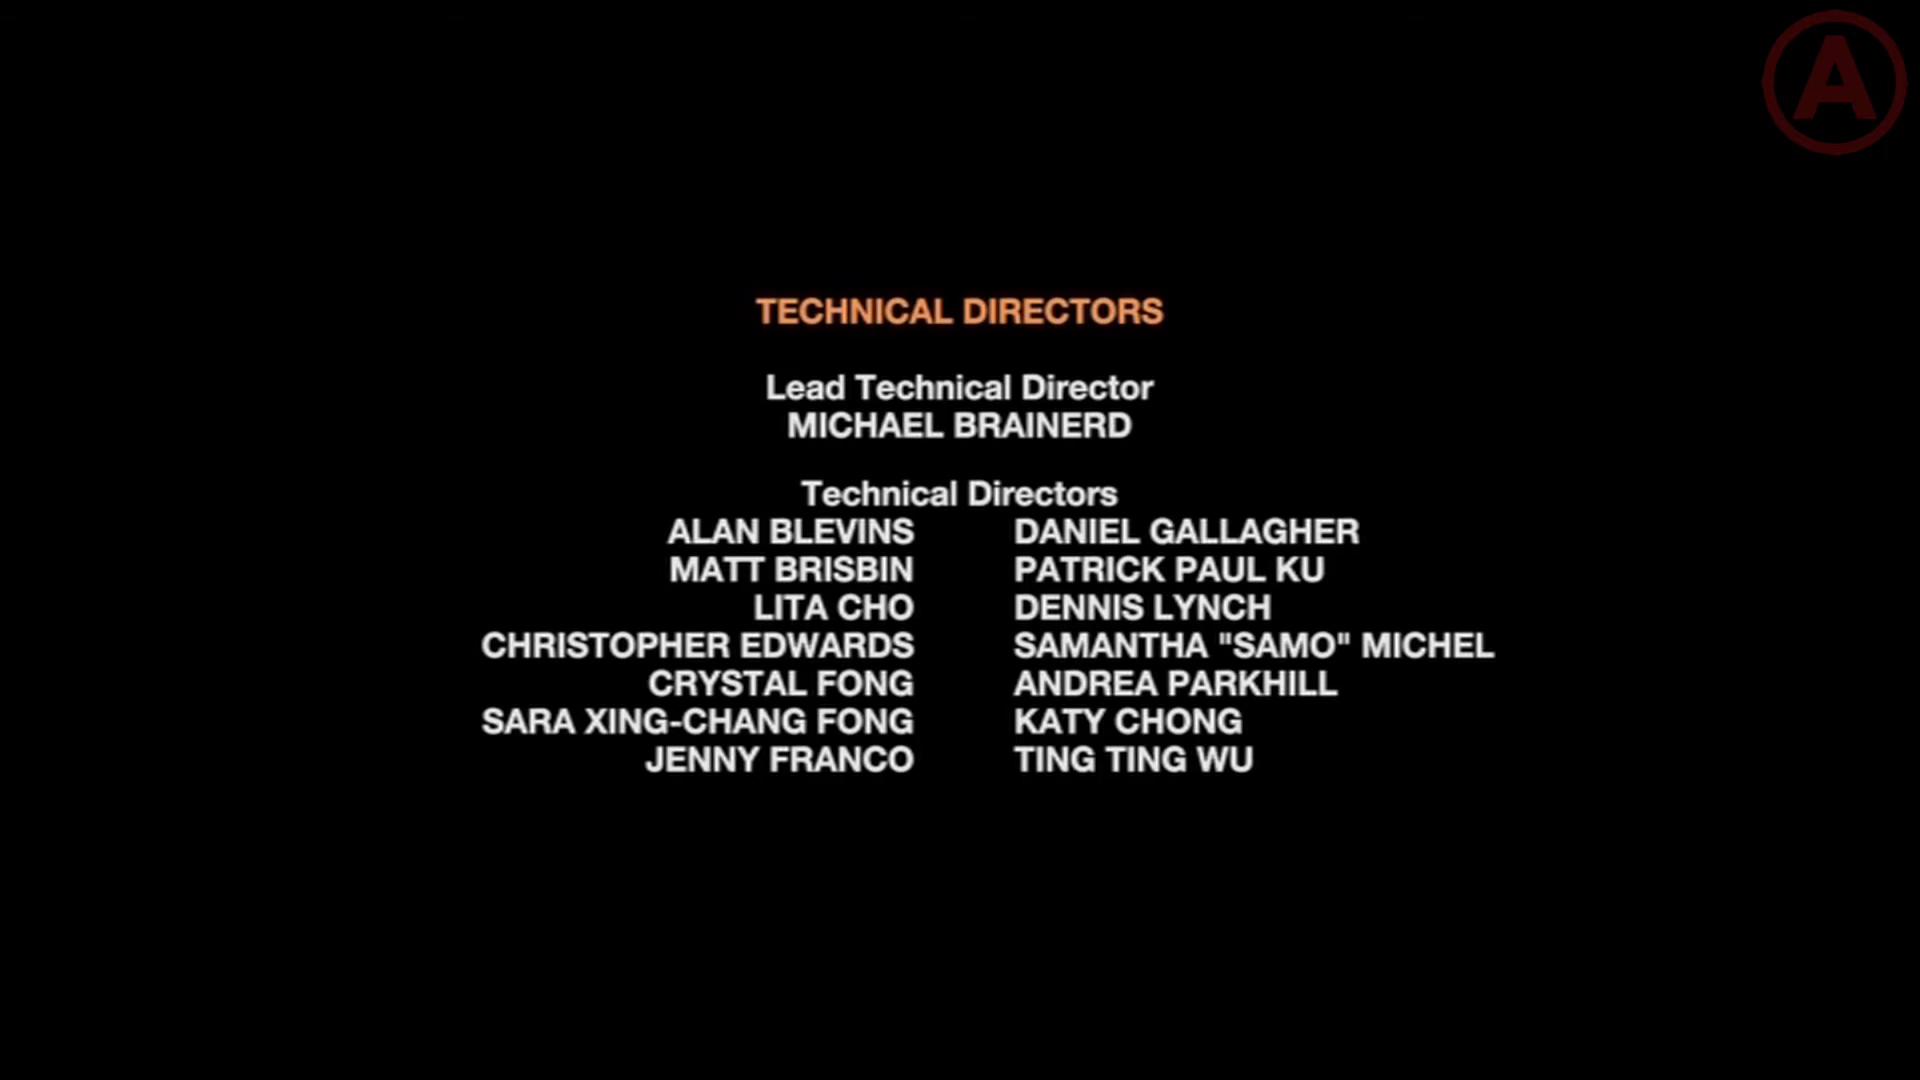 A
TECHNICAL DIRECTORS
Lead Technical Director
MICHAEL BRAINERD
Technical Directors
ALAN BLEVINS DANIEL GALLAGHER
MATT BRISBIN PATRICK PAUL KU
LITA CHO DENNIS LYNCH
CHRISTOPHER EDWARDS SAMANTHA "SAMO" MICHEL
CRYSTAL FONG ANDREA PARKHILL
SARA XING-CHANG FONG KATY CHONG
JENNY FRANCO TING TING WU